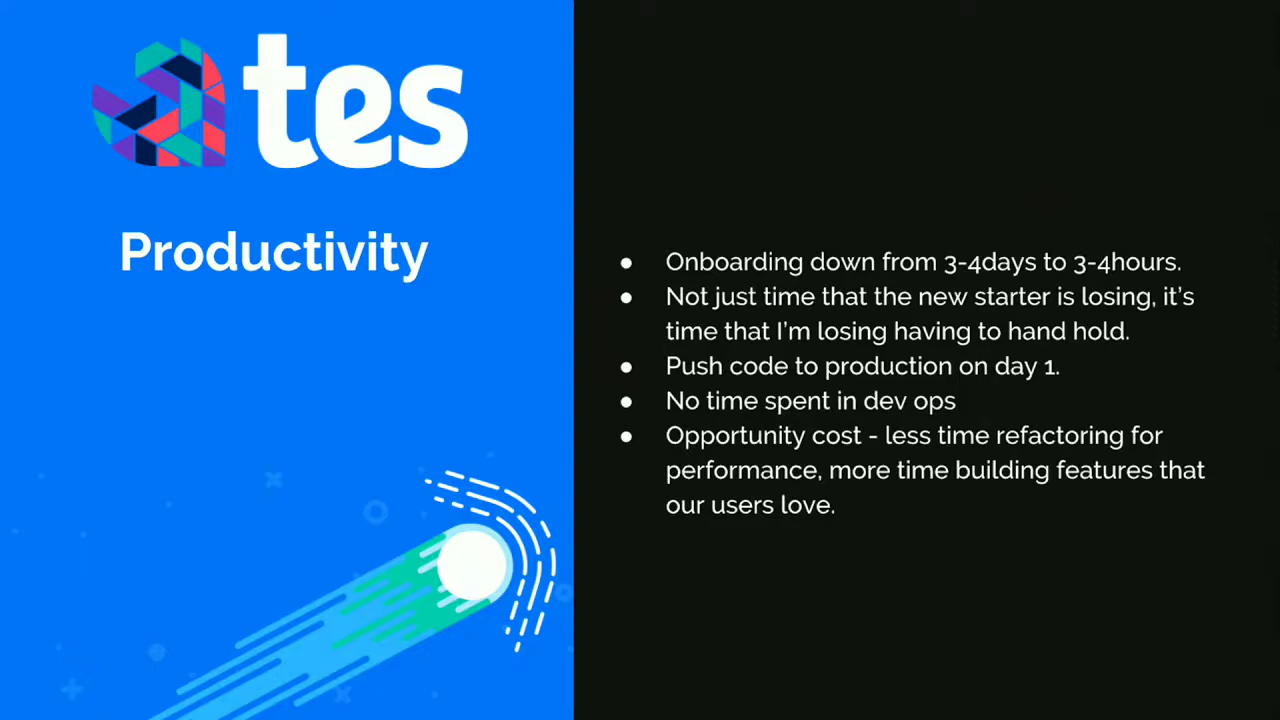 tes
Productivity
● Onboarding down from 3-4days to 3-4hours.
● Not just time that the new starter is losing, it's
time that I'm losing having to hand hold.
● Push code to production on day 1.
● No time spent in dev ops
● Opportunity cost - less time refactoring for
performance, more time building features that
our users love.